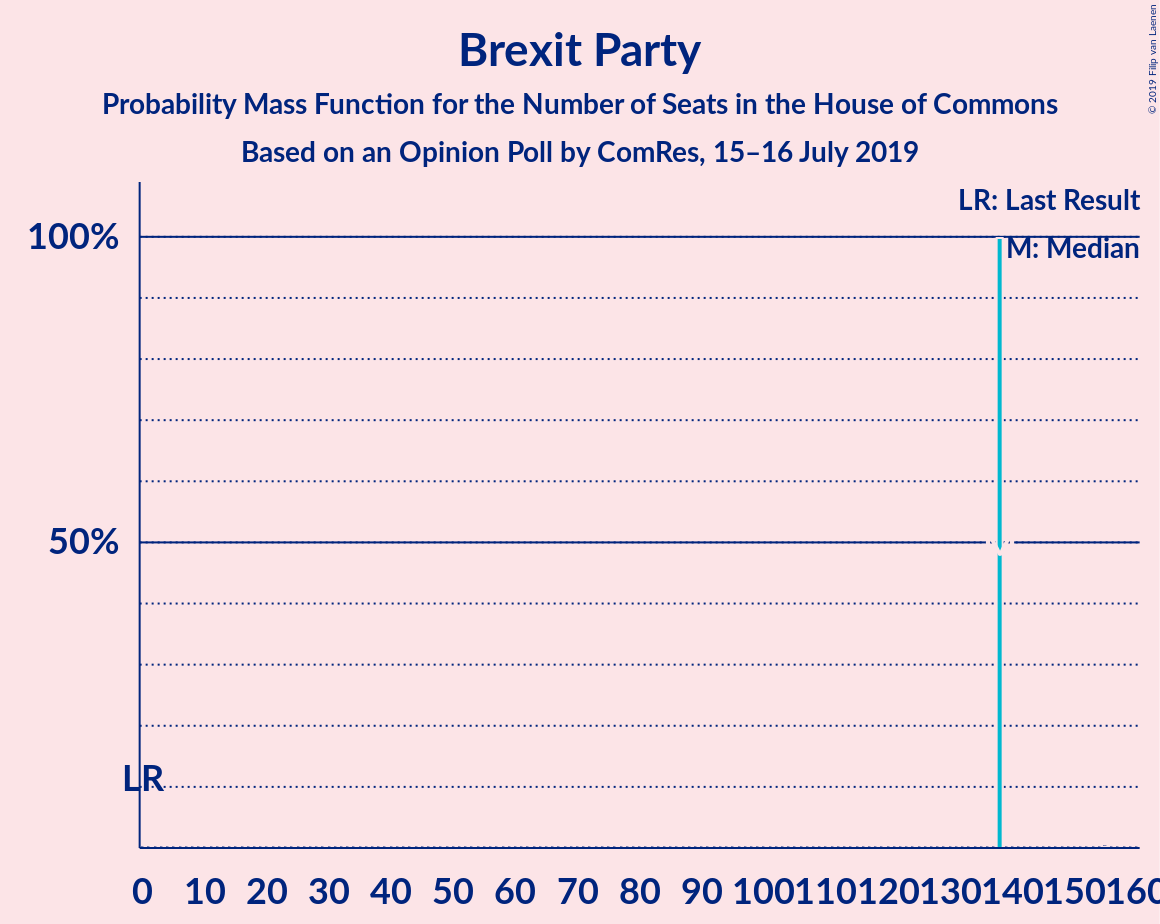 Brexit Party
Probability Mass Function for the Number of Seats in the House of Commons
Based on an Opinion Poll by ComRes, 15–16 July 2019
© 2019 Filip van Laenen
LR: Last Result
M: Median
100%
50%
LR
0 10 20 30 40 50 60 70 80 90 100 110 120 130 140 150 160